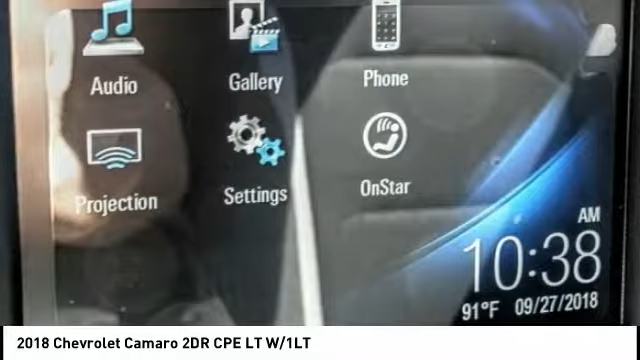 Audio Gallery Phone
Projection Settings OnStar
AM
10:38
91°F 09/27/2018
2018 Chevrolet Camaro 2DR CPE LT W/1LT